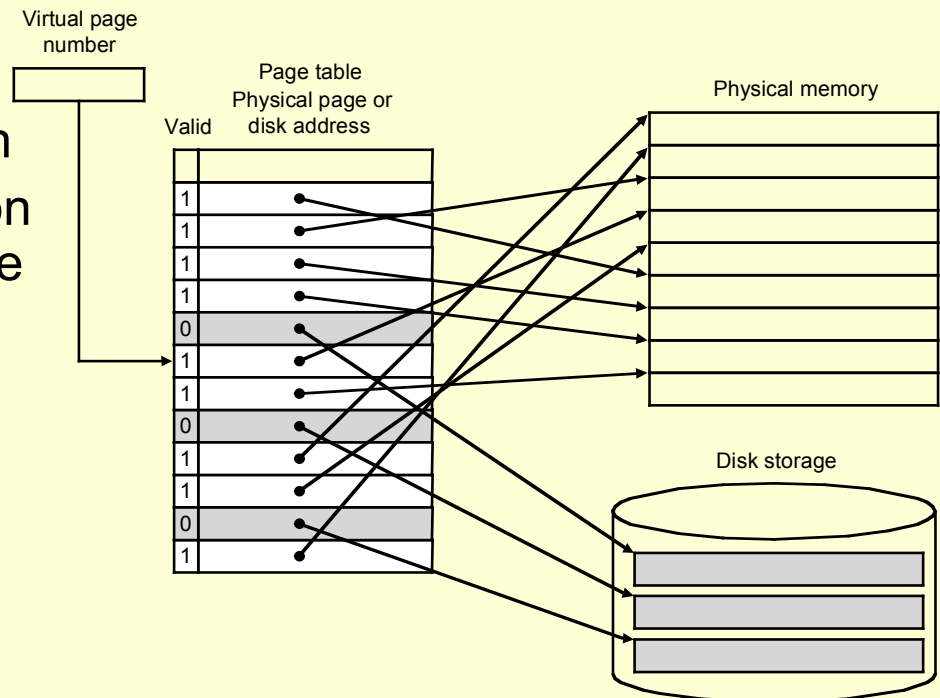 Virtual page
number
Page table
Physical page or
disk address
Valid
Physical memory
n
on
e
1
1
1
1
0
1
1
0
1
1
0
1
Disk storage